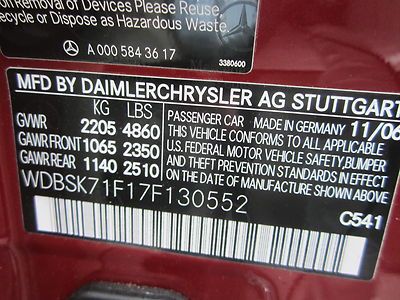 on Removal of Devices Please Reuse,
ecycle or Dispose as Hazardous Waste.
A 000 584 36 17
3380600
MFD BY DAIMLERCHRYSLER AG STUTTGART
KG LBS
GVWR 2205 4860
GAWR FRONT 1065 2350
GAWR REAR 1140 2510
PASSENGER CAR MADE IN GERMANY 11/06
THIS VEHICLE CONFORMS TO ALL APPLICABLE
U.S. FEDERAL MOTOR VEHICLE SAFETY, BUMPER,
AND THEFT PREVENTION STANDARDS IN EFFECT
ON THE DATE OF MANUFACTURE SHOWN ABOVE
WDBSK71F17F130552
C541